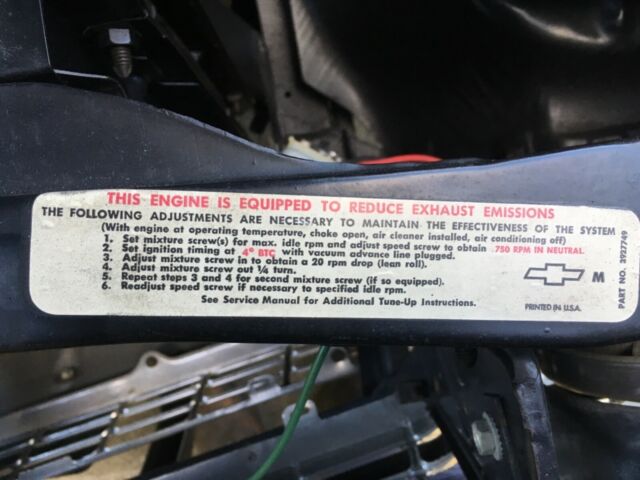 THIS ENGINE IS EQUIPPED TO REDUCE EXHAUST EMISSIONS
THE FOLLOWING ADJUSTMENTS ARE NECESSARY TO MAINTAIN THE EFFECTIVENESS OF THE SYSTEM
(With engine at operating temperature, choke open, air cleaner installed, air conditioning off)
1. Set mixture screw(s) for max. idle rpm and adjust speed screw to obtain 750 RPM IN NEUTRAL.
2. Set ignition timing at 4° BTC with vacuum advance line plugged.
3. Adjust mixture screw in to obtain a 20 rpm drop (lean roll).
4. Adjust mixture screw out ¼ turn.
5. Repeat steps 3 and 4 for second mixture screw (if so equipped).
6. Readjust speed screw if necessary to specified idle rpm.
See Service Manual for Additional Tune-Up Instructions.
M
PRINTED IN U.S.A.
PART NO. 3927749